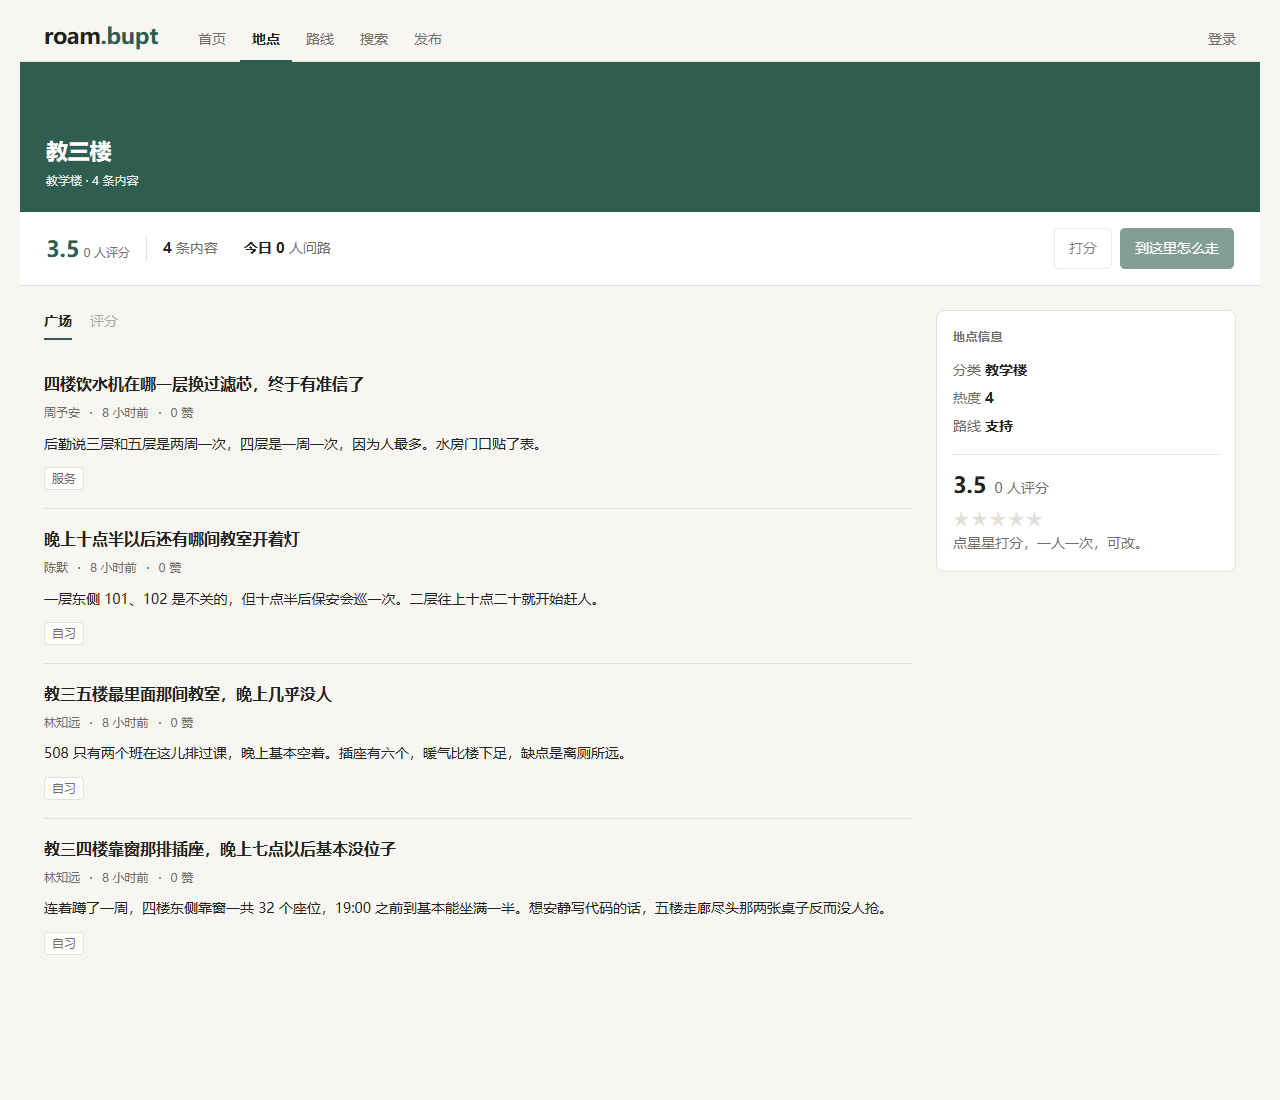 roam.bupt 首页 地点 路线 搜索 发布 登录
教三楼
教学楼 · 4 条内容
3.5 0 人评分 4 条内容 今日 0 人问路 打分 到这里怎么走
广场 评分
四楼饮水机在哪一层换过滤芯，终于有准信了
周予安 · 8 小时前 · 0 赞
后勤说三层和五层是两周一次，四层是一周一次，因为人最多。水房门口贴了表。
服务
晚上十点半以后还有哪间教室开着灯
陈默 · 8 小时前 · 0 赞
一层东侧 101、102 是不关的，但十点半后保安会巡一次。二层往上十点二十就开始赶人。
自习
教三五楼最里面那间教室，晚上几乎没人
林知远 · 8 小时前 · 0 赞
508 只有两个班在这儿排过课，晚上基本空着。插座有六个，暖气比楼下足，缺点是离厕所远。
自习
教三四楼靠窗那排插座，晚上七点以后基本没位子
林知远 · 8 小时前 · 0 赞
连着蹲了一周，四楼东侧靠窗一共 32 个座位，19:00 之前到基本能坐满一半。想安静写代码的话，五楼走廊尽头那两张桌子反而没人抢。
自习
地点信息
分类 教学楼
热度 4
路线 支持
3.5 0 人评分
★★★★★
点星星打分，一人一次，可改。